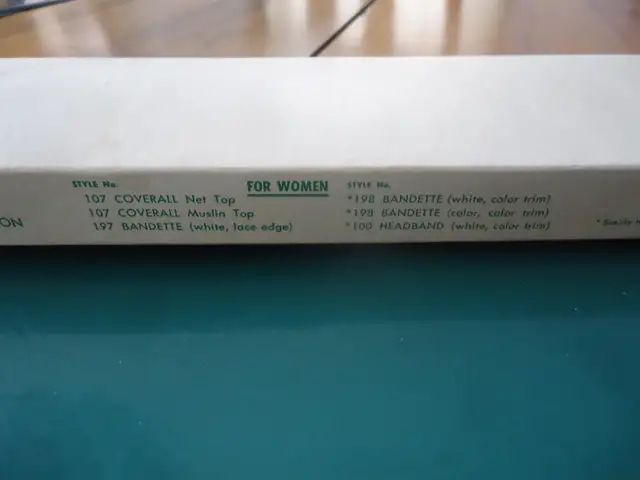 FOR WOMEN
STYLE No.
107 COVERALL Net Top
107 COVERALL Muslin Top
197 BANDETTE (white, lace edge)
STYLE No.
*198 BANDETTE (white, color trim)
*198 BANDETTE (color, color trim)
*100 HEADBAND (white, color trim)
ON